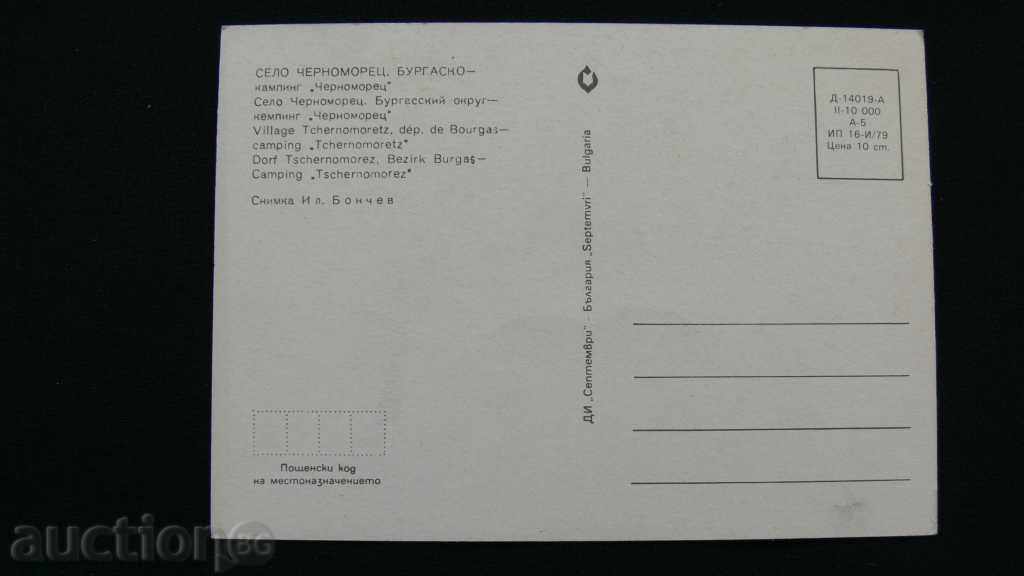 СЕЛО ЧЕРНОМОРЕЦ, БУРГАСКО—
кампинг „Черноморец"
Село Черноморец, Бургасский округ—
кемпинг „Черноморец"
Village Tchernomoretz, dép. de Bourgas—
camping „Tchernomoretz"
Dorf Tschernomorez, Bezirk Burgas—
Camping „Tschernomorez"
Снимка Ил. Бончев
Пощенски код
на местоназначението
ДИ „Септември" - България „Septemvri" — Bulgaria
Д-14019-А
II-10 000
А-5
ИП 16-И/79
Цена 10 ст.
auction BG